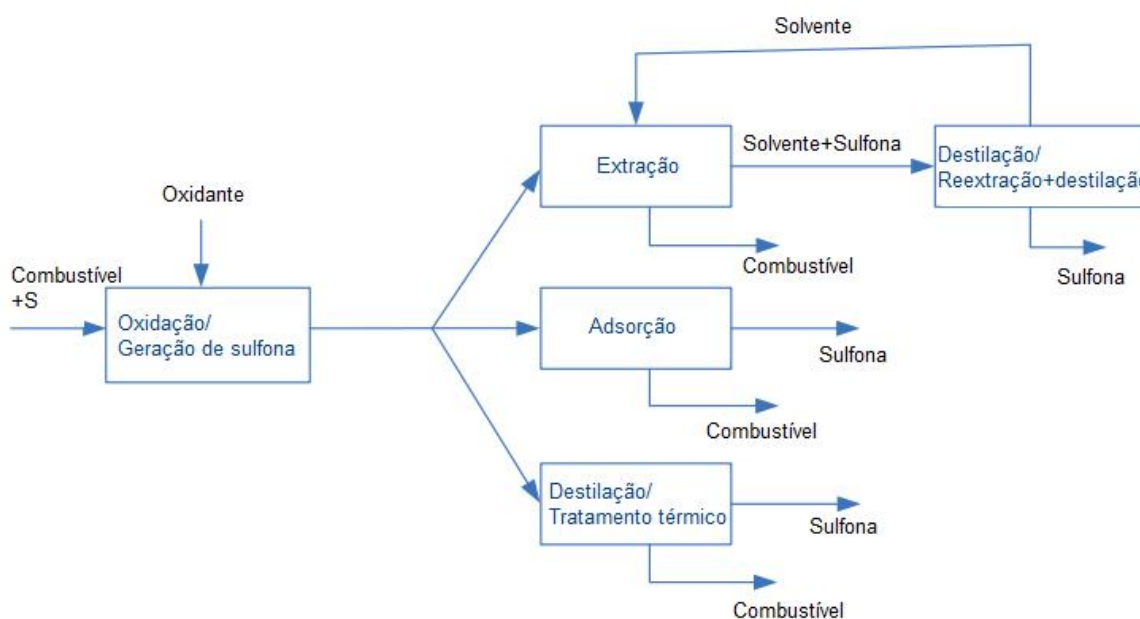 Solvente
Extração
Solvente+Sulfona
Destilação/
Reextração+destilação
Oxidante
Combustível
Sulfona
Combustível
+S
Oxidação/
Geração de sulfona
Adsorção
Sulfona
Combustível
Destilação/
Tratamento térmico
Sulfona
Combustível